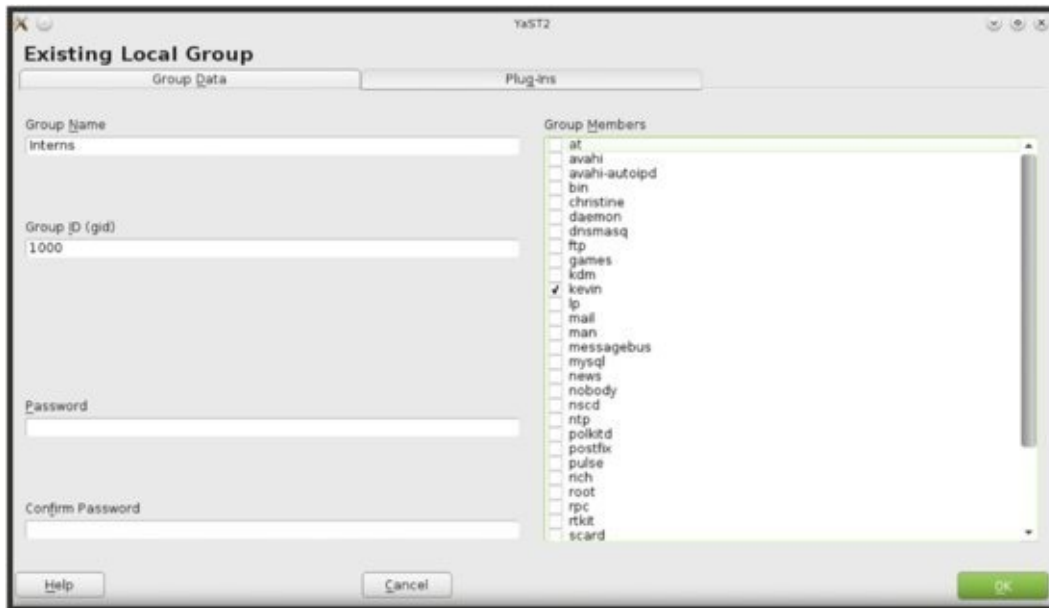 YaST2
Existing Local Group
Group Data
Plug-Ins
Group Name
Interns
Group ID (gid)
1000
Password
Confirm Password
Group Members
at
avahi
avahi-autoipd
bin
christine
daemon
dnsmasq
ftp
games
kdm
kevin
lp
mail
man
messagebus
mysql
news
nobody
nscd
ntp
polkitd
postfix
pulse
rich
root
rpc
rtkit
scard
Help
Cancel
OK